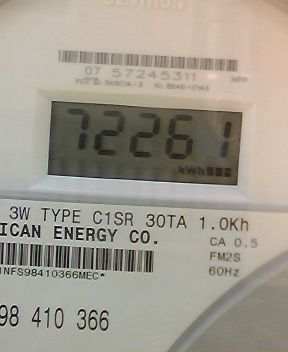 CENTRON
07 57245311
72261
kWh
3W TYPE C1SR 30TA 1.0Kh
ICAN ENERGY CO.
CA 0.5
FM2S
60Hz
INFS98410366MEC*
98 410 366